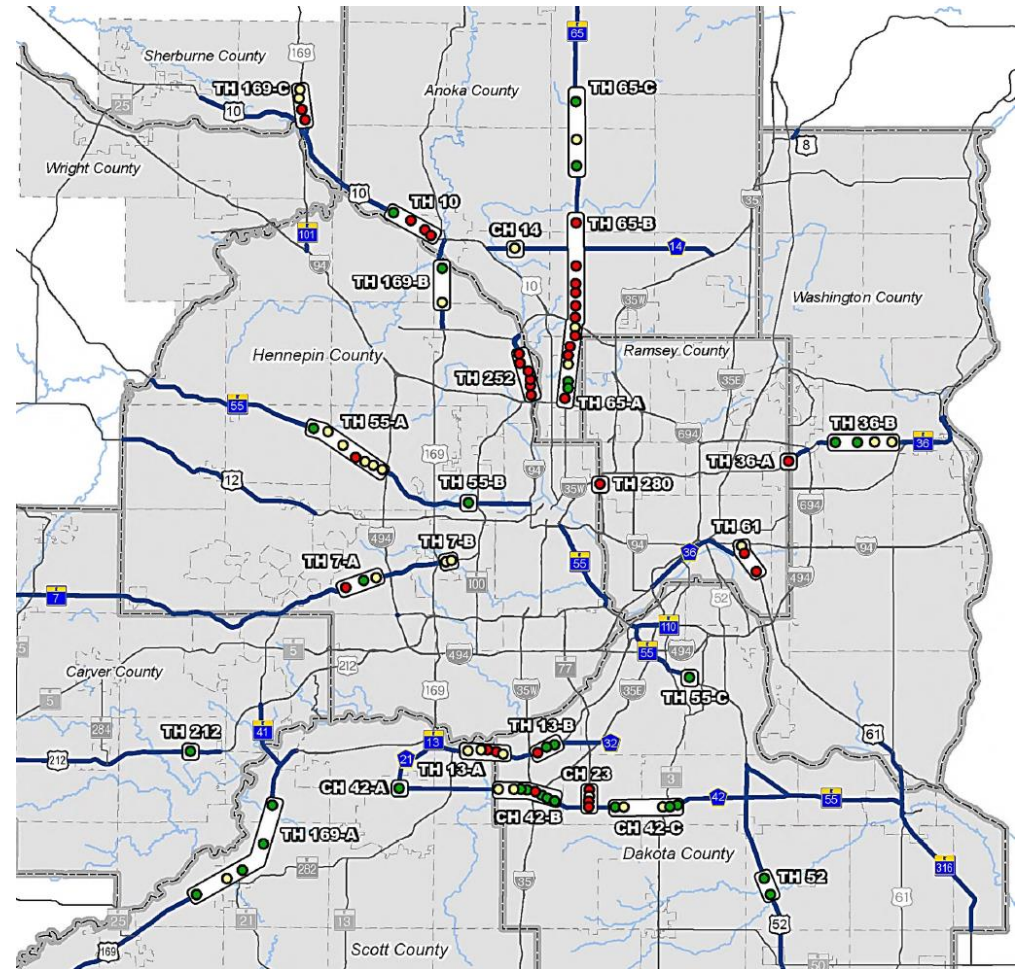 65
Sherburne County
169
TH 169-C
Anoka County
TH 65-C
25
10
8
Wright County
10
TH 10
35
TH 65-B
101
CH 14
14
94
TH 169-B
10
35W
Washington County
Hennepin County
Ramsey County
TH 252
35E
55
TH 65-A
TH 55-A
TH 36-B
694
36
169
TH 36-A
12
94
35W
TH 280
TH 55-B
694
494
94
TH 61
94
36
TH 7-B
55
TH 7-A
494
100
52
7
110
5
494
55
494
212
77
Carver County
169
35W
35E
5
TH 55-C
284
TH 212
41
13
TH 13-B
32
61
212
21
TH 13-A
3
CH 42-A
CH 23
42
55
CH 42-B
CH 42-C
TH 169-A
Dakota County
282
35
TH 52
316
61
25
21
13
52
169
Scott County
50